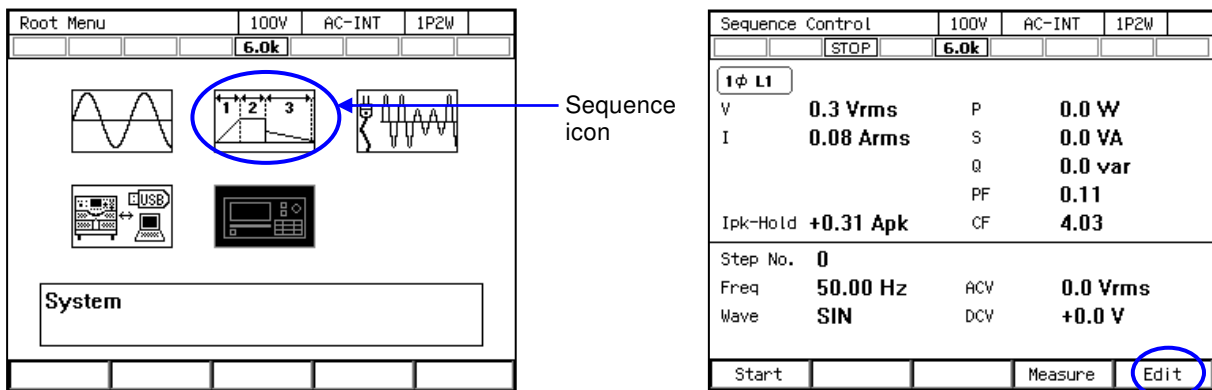 Root Menu 100V AC-INT 1P2W
6.0k
1 2 3
USB
System
Sequence
icon
Sequence Control 100V AC-INT 1P2W
STOP 6.0k
1ϕ L1
V 0.3 Vrms P 0.0 W
I 0.08 Arms S 0.0 VA
Q 0.0 var
PF 0.11
Ipk-Hold +0.31 Apk CF 4.03
Step No. 0
Freq 50.00 Hz ACV 0.0 Vrms
Wave SIN DCV +0.0 V
Start Measure Edit